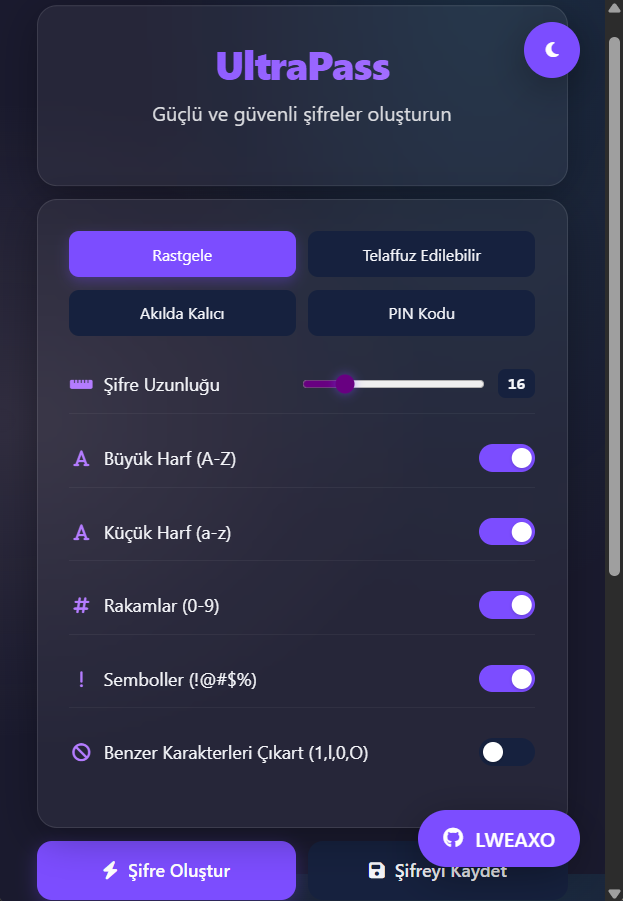 UltraPass
Güçlü ve güvenli şifreler oluşturun
Rastgele
Telaffuz Edilebilir
Akılda Kalıcı
PIN Kodu
Şifre Uzunluğu
16
Büyük Harf (A-Z)
Küçük Harf (a-z)
Rakamlar (0-9)
Semboller (!@#$%)
Benzer Karakterleri Çıkart (1,l,0,O)
LWEAXO
Şifre Oluştur
Şifreyi Kaydet